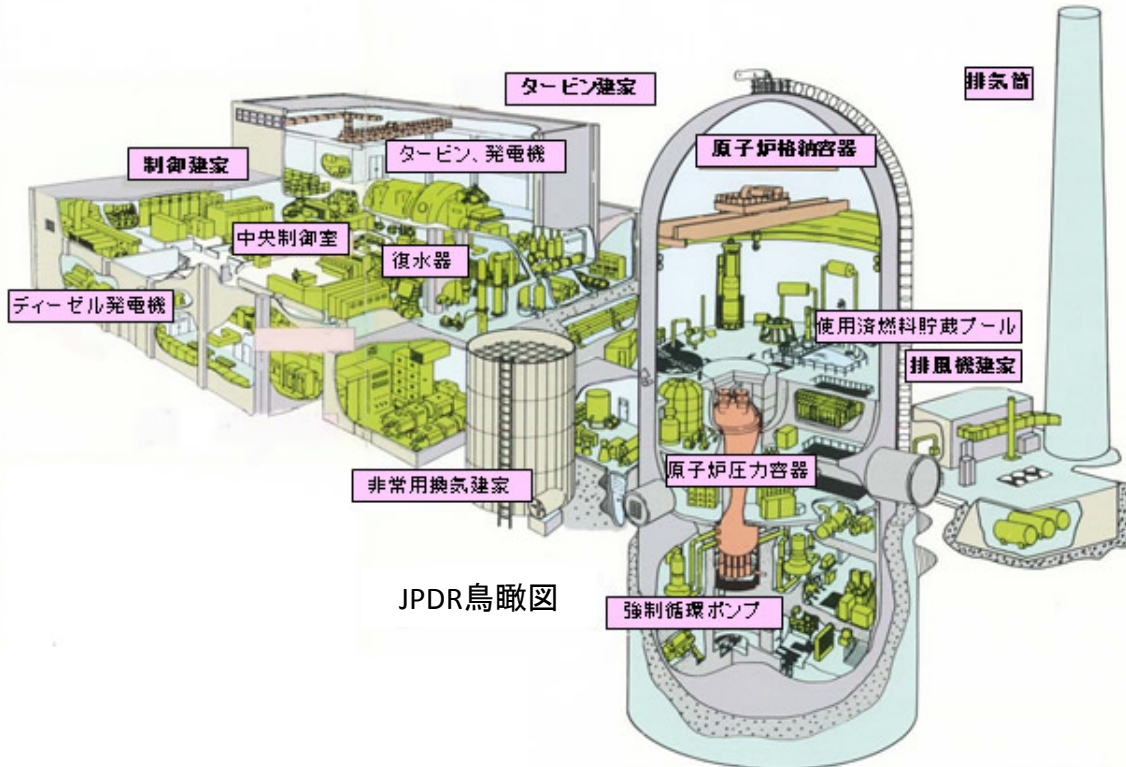 タービン建家
排気筒
制御建家
タービン、発電機
原子炉格納容器
中央制御室
復水器
ディーゼル発電機
使用済燃料貯蔵プール
排風機建家
原子炉圧力容器
非常用換気建家
JPDR鳥瞰図
強制循環ポンプ